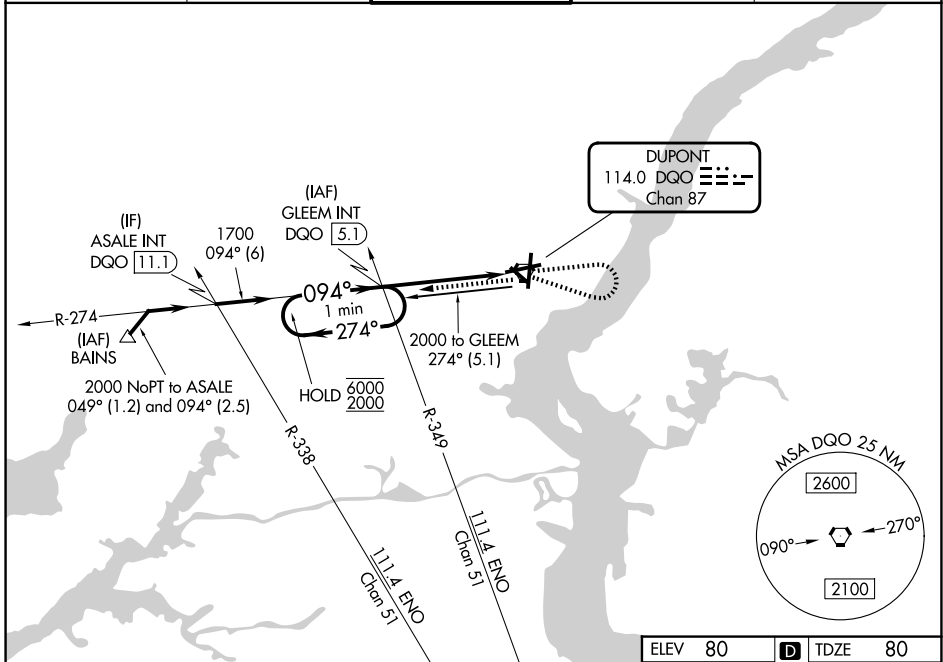 DUPONT
114.0 DQO
Chan 87
(IAF)
GLEEM INT
DQO 5.1
(IF)
ASALE INT
DQO 11.1
1700
094° (6)
094°
1 min
274°
R-274
(IAF)
BAINS
2000 to GLEEM
274° (5.1)
2000 NoPT to ASALE
049° (1.2) and 094° (2.5)
HOLD 6000
2000
R-338
R-349
111.4 ENO
Chan 51
111.4 ENO
Chan 51
MSA DQO 25 NM
2600
090°
270°
2100
ELEV 80 D TDZE 80